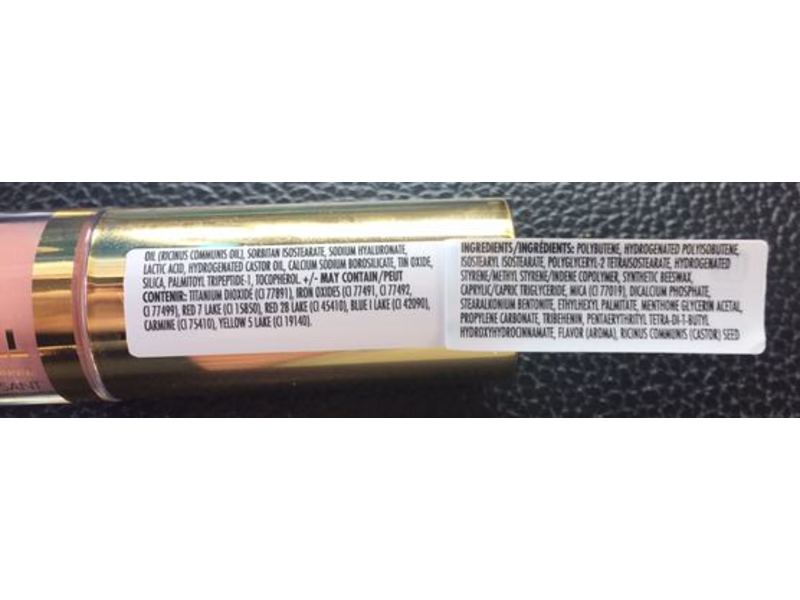 INGREDIENTS/INGRÉDIENTS: POLYBUTENE, HYDROGENATED POLYISOBUTENE,
ISOSTEARYL ISOSTEARATE, POLYGLYCERYL-2 TETRAISOSTEARATE, HYDROGENATED
STYRENE/METHYL STYRENE/INDENE COPOLYMER, SYNTHETIC BEESWAX,
CAPRYLIC/CAPRIC TRIGLYCERIDE, MICA (CI 77019), DICALCIUM PHOSPHATE,
STEARALKONIUM BENTONITE, ETHYLHEXYL PALMITATE, MENTHONE GLYCERIN ACETAL,
PROPYLENE CARBONATE, TRIBEHENIN, PENTAERYTHRITYL TETRA-DI-T-BUTYL
HYDROXYHYDROCINNAMATE, FLAVOR (AROMA), RICINUS COMMUNIS (CASTOR) SEED
OIL (RICINUS COMMUNIS OIL), SORBITAN ISOSTEARATE, SODIUM HYALURONATE,
LACTIC ACID, HYDROGENATED CASTOR OIL, CALCIUM SODIUM BOROSILICATE, TIN OXIDE,
SILICA, PALMITOYL TRIPEPTIDE-1, TOCOPHEROL. +/- MAY CONTAIN/PEUT
CONTENIR: TITANIUM DIOXIDE (CI 77891), IRON OXIDES (CI 77491, CI 77492,
CI 77499), RED 7 LAKE (CI 15850), RED 28 LAKE (CI 45410), BLUE 1 LAKE (CI 42090),
CARMINE (CI 75410), YELLOW 5 LAKE (CI 19140).
SANT